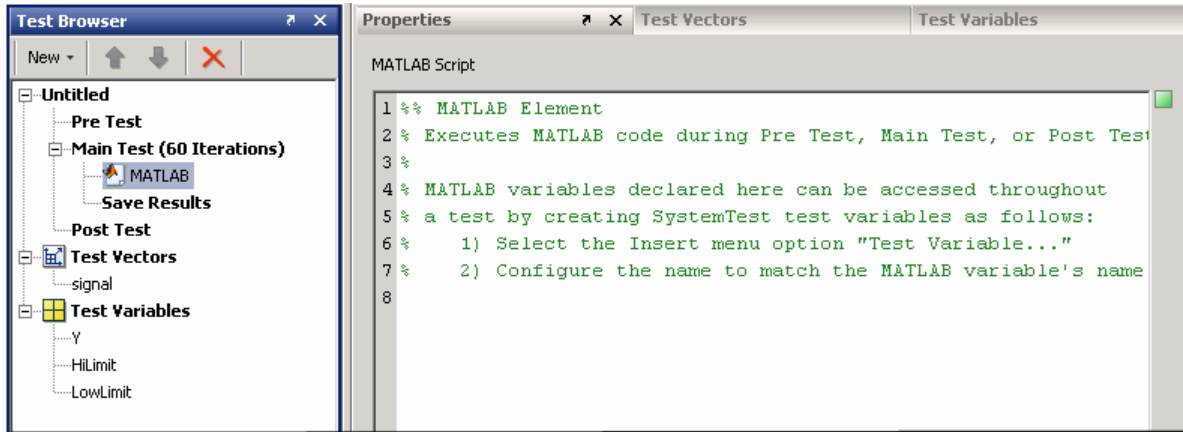 Test Browser
New
Untitled
Pre Test
Main Test (60 Iterations)
MATLAB
Save Results
Post Test
Test Vectors
signal
Test Variables
Y
HiLimit
LowLimit
Properties
Test Vectors
Test Variables
MATLAB Script
1 %% MATLAB Element
2 % Executes MATLAB code during Pre Test, Main Test, or Post Test
3 %
4 % MATLAB variables declared here can be accessed throughout
5 % a test by creating SystemTest test variables as follows:
6 % 1) Select the Insert menu option "Test Variable..."
7 % 2) Configure the name to match the MATLAB variable's name
8